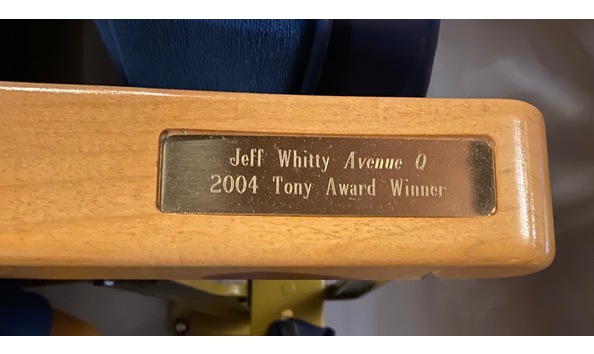 Jeff Whitty Avenue Q
2004 Tony Award Winner